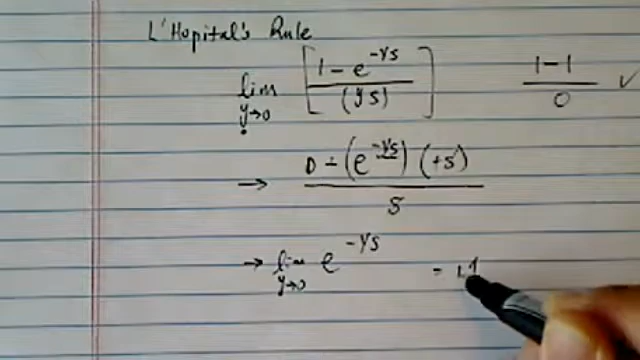 L'Hopital's Rule
lim y→0 [ 1 - e^-ys / (ys) ] 1-1 / 0 ✓
→ 0 - (e^-ys) (+s) / s
→ lim y→0 e^-ys = 1